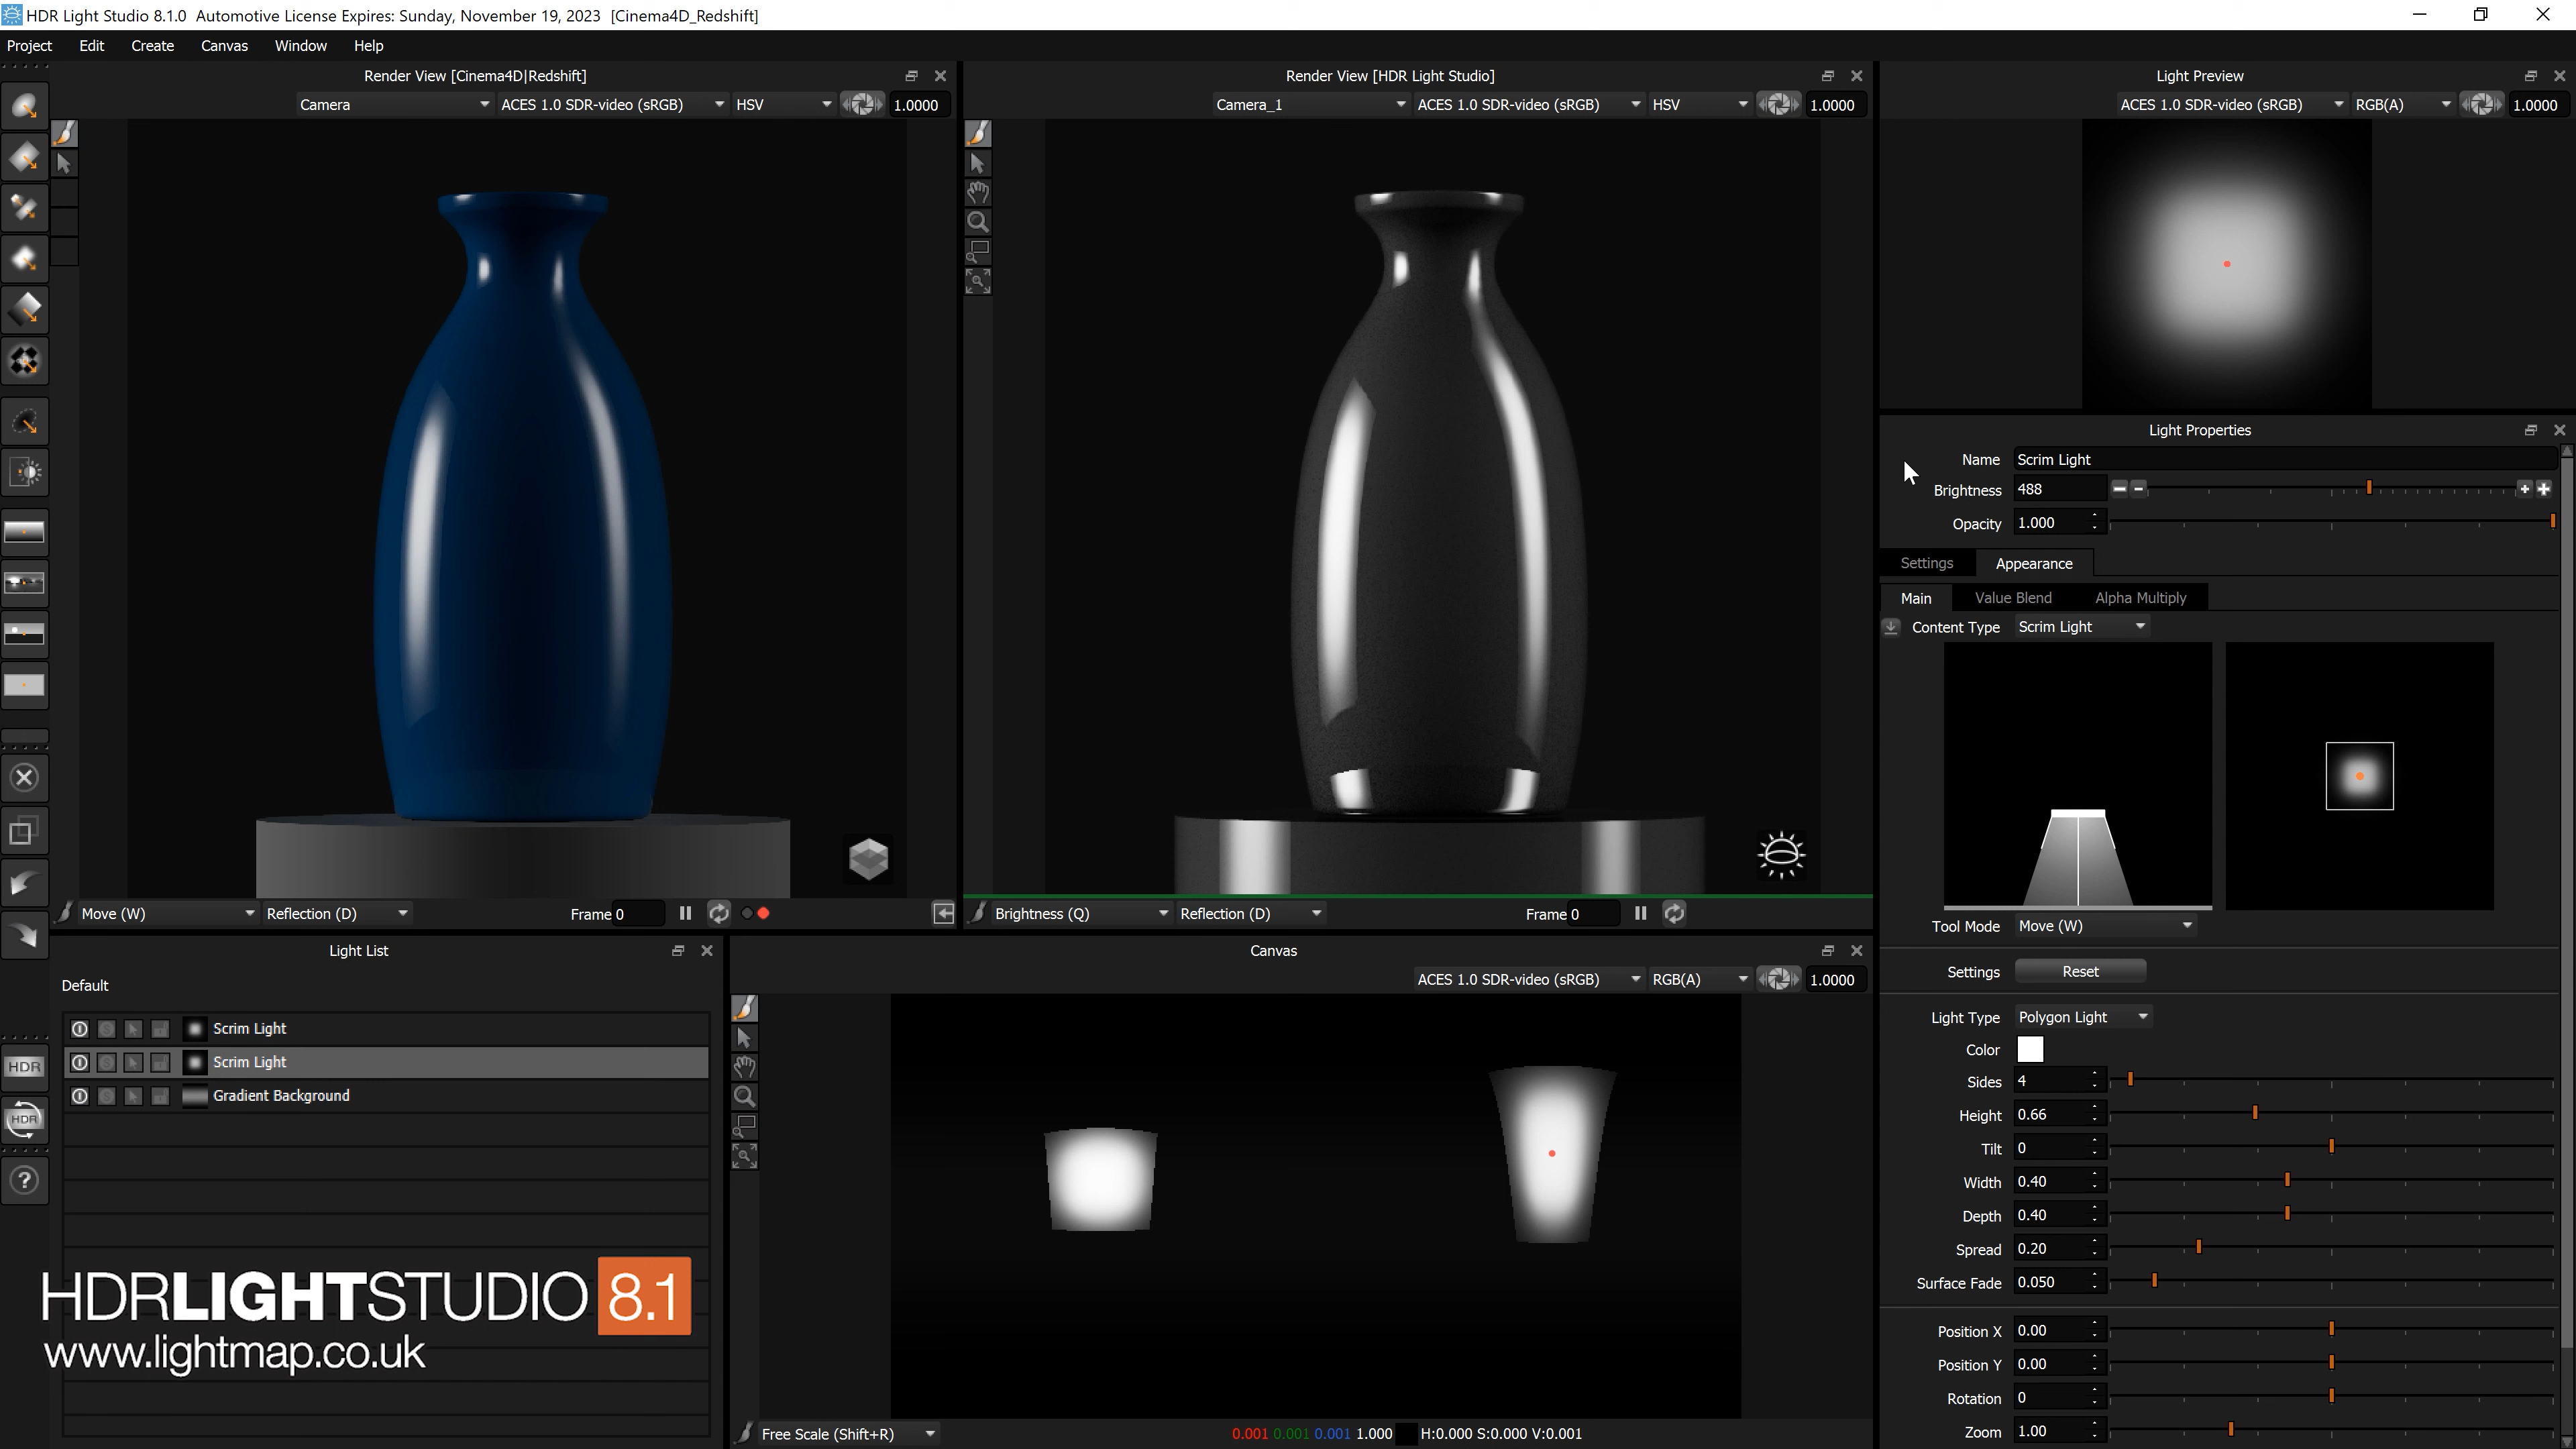 HDR Light Studio 8.1.0 Automotive License Expires: Sunday, November 19, 2023 [Cinema4D_Redshift]
Project Edit Create Canvas Window Help
Render View [Cinema4D|Redshift]
Camera ACES 1.0 SDR-video (sRGB) HSV 1.0000
Move (W) Reflection (D) Frame 0
Render View [HDR Light Studio]
Camera_1 ACES 1.0 SDR-video (sRGB) HSV 1.0000
Brightness (Q) Reflection (D) Frame 0
Light Preview
ACES 1.0 SDR-video (sRGB) RGB(A) 1.0000
Light Properties
Name Scrim Light
Brightness 488
Opacity 1.000
Settings Appearance
Main Value Blend Alpha Multiply
Content Type Scrim Light
Tool Mode Move (W)
Settings Reset
Light Type Polygon Light
Color
Sides 4
Height 0.66
Tilt 0
Width 0.40
Depth 0.40
Spread 0.20
Surface Fade 0.050
Position X 0.00
Position Y 0.00
Rotation 0
Zoom 1.00
Light List
Default
Scrim Light
Scrim Light
Gradient Background
HDR
HDR
?
HDRLIGHTSTUDIO 8.1
www.lightmap.co.uk
Canvas
ACES 1.0 SDR-video (sRGB) RGB(A) 1.0000
Free Scale (Shift+R) 0.001 0.001 0.001 1.000 H:0.000 S:0.000 V:0.001